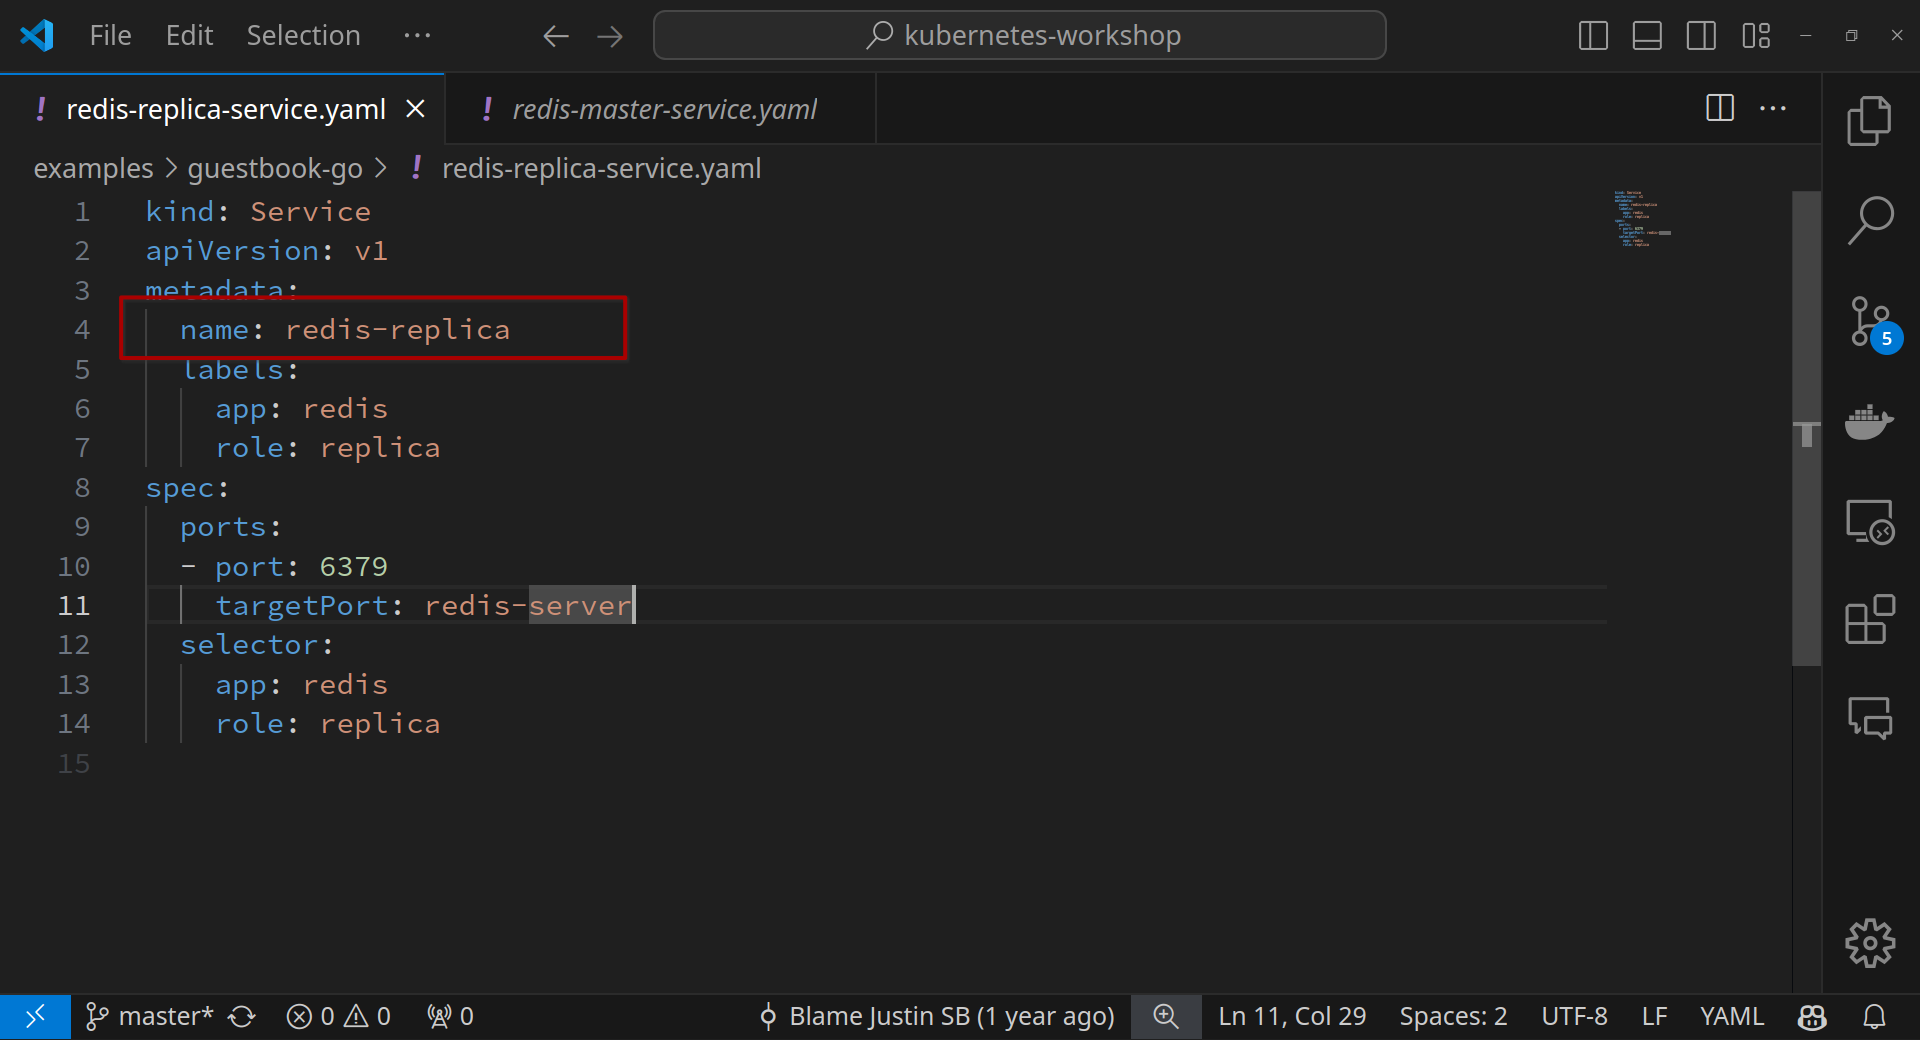 File Edit Selection ··· kubernetes-workshop
! redis-replica-service.yaml ! redis-master-service.yaml
examples > guestbook-go > ! redis-replica-service.yaml
1 kind: Service
2 apiVersion: v1
3 metadata:
4 name: redis-replica
5 labels:
6 app: redis
7 role: replica
8 spec:
9 ports:
10 - port: 6379
11 targetPort: redis-server
12 selector:
13 app: redis
14 role: replica
15
5
master* 0 0 0 Blame Justin SB (1 year ago) Ln 11, Col 29 Spaces: 2 UTF-8 LF YAML